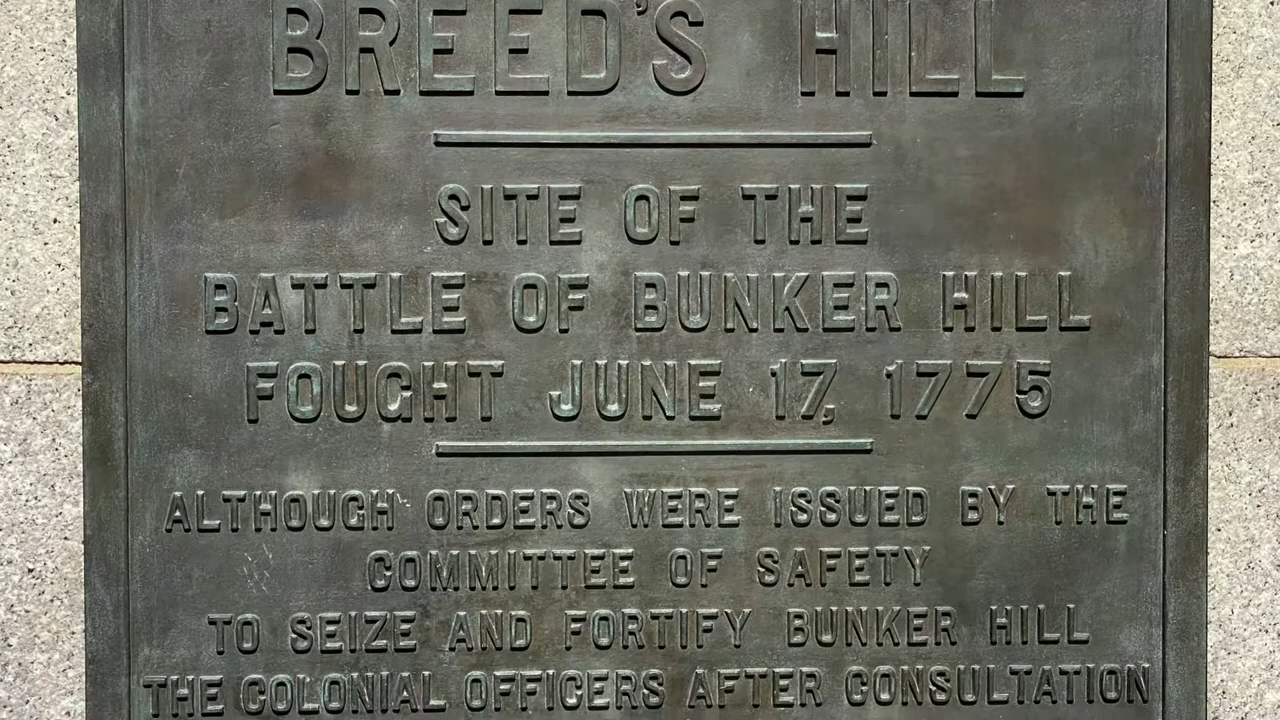 BREED'S HILL
SITE OF THE
BATTLE OF BUNKER HILL
FOUGHT JUNE 17, 1775
ALTHOUGH ORDERS WERE ISSUED BY THE
COMMITTEE OF SAFETY
TO SEIZE AND FORTIFY BUNKER HILL
THE COLONIAL OFFICERS AFTER CONSULTATION